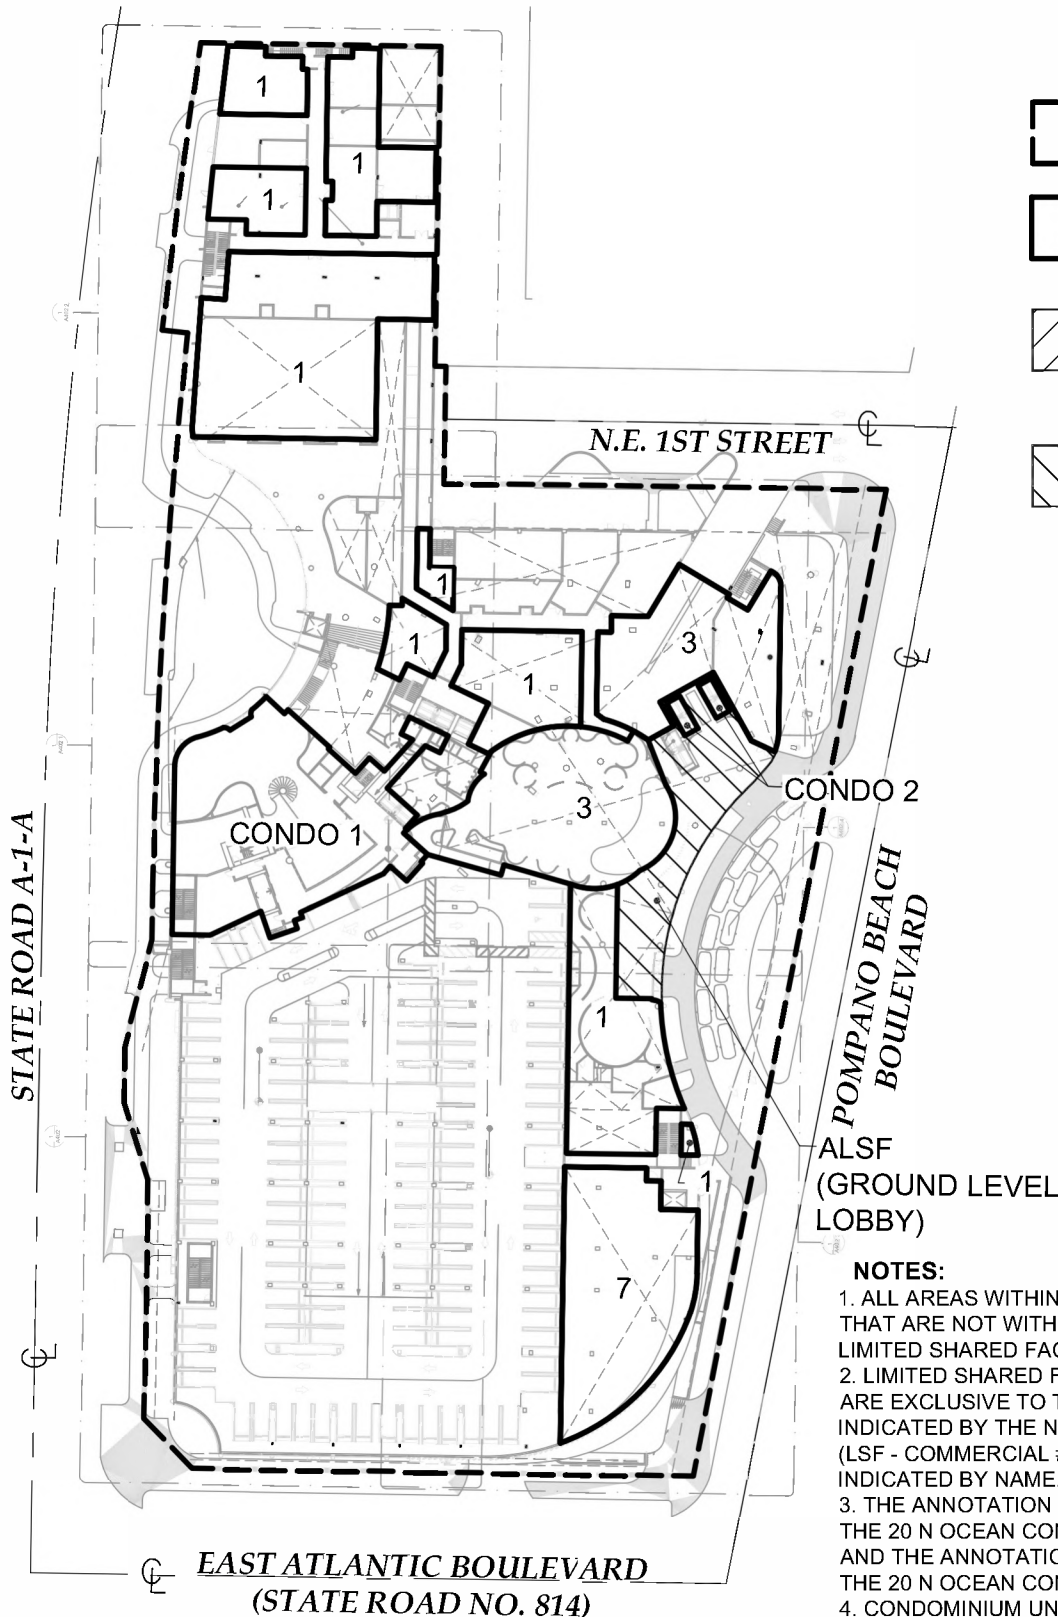 1
1
1
1
N.E. 1ST STREET
1
1
3
1
CONDO 2
3
CONDO 1
STATE ROAD A-1-A
POMPANO BEACH
BOULEVARD
1
ALSF
(GROUND LEVEL
LOBBY)
1
7
NOTES:
1. ALL AREAS WITHIN
THAT ARE NOT WITH
LIMITED SHARED FAC
2. LIMITED SHARED F
ARE EXCLUSIVE TO T
INDICATED BY THE N
(LSF - COMMERCIAL
INDICATED BY NAME.
3. THE ANNOTATION
THE 20 N OCEAN CO
AND THE ANNOTATIO
THE 20 N OCEAN CO
4. CONDOMINIUM UN
EAST ATLANTIC BOULEVARD
(STATE ROAD NO. 814)